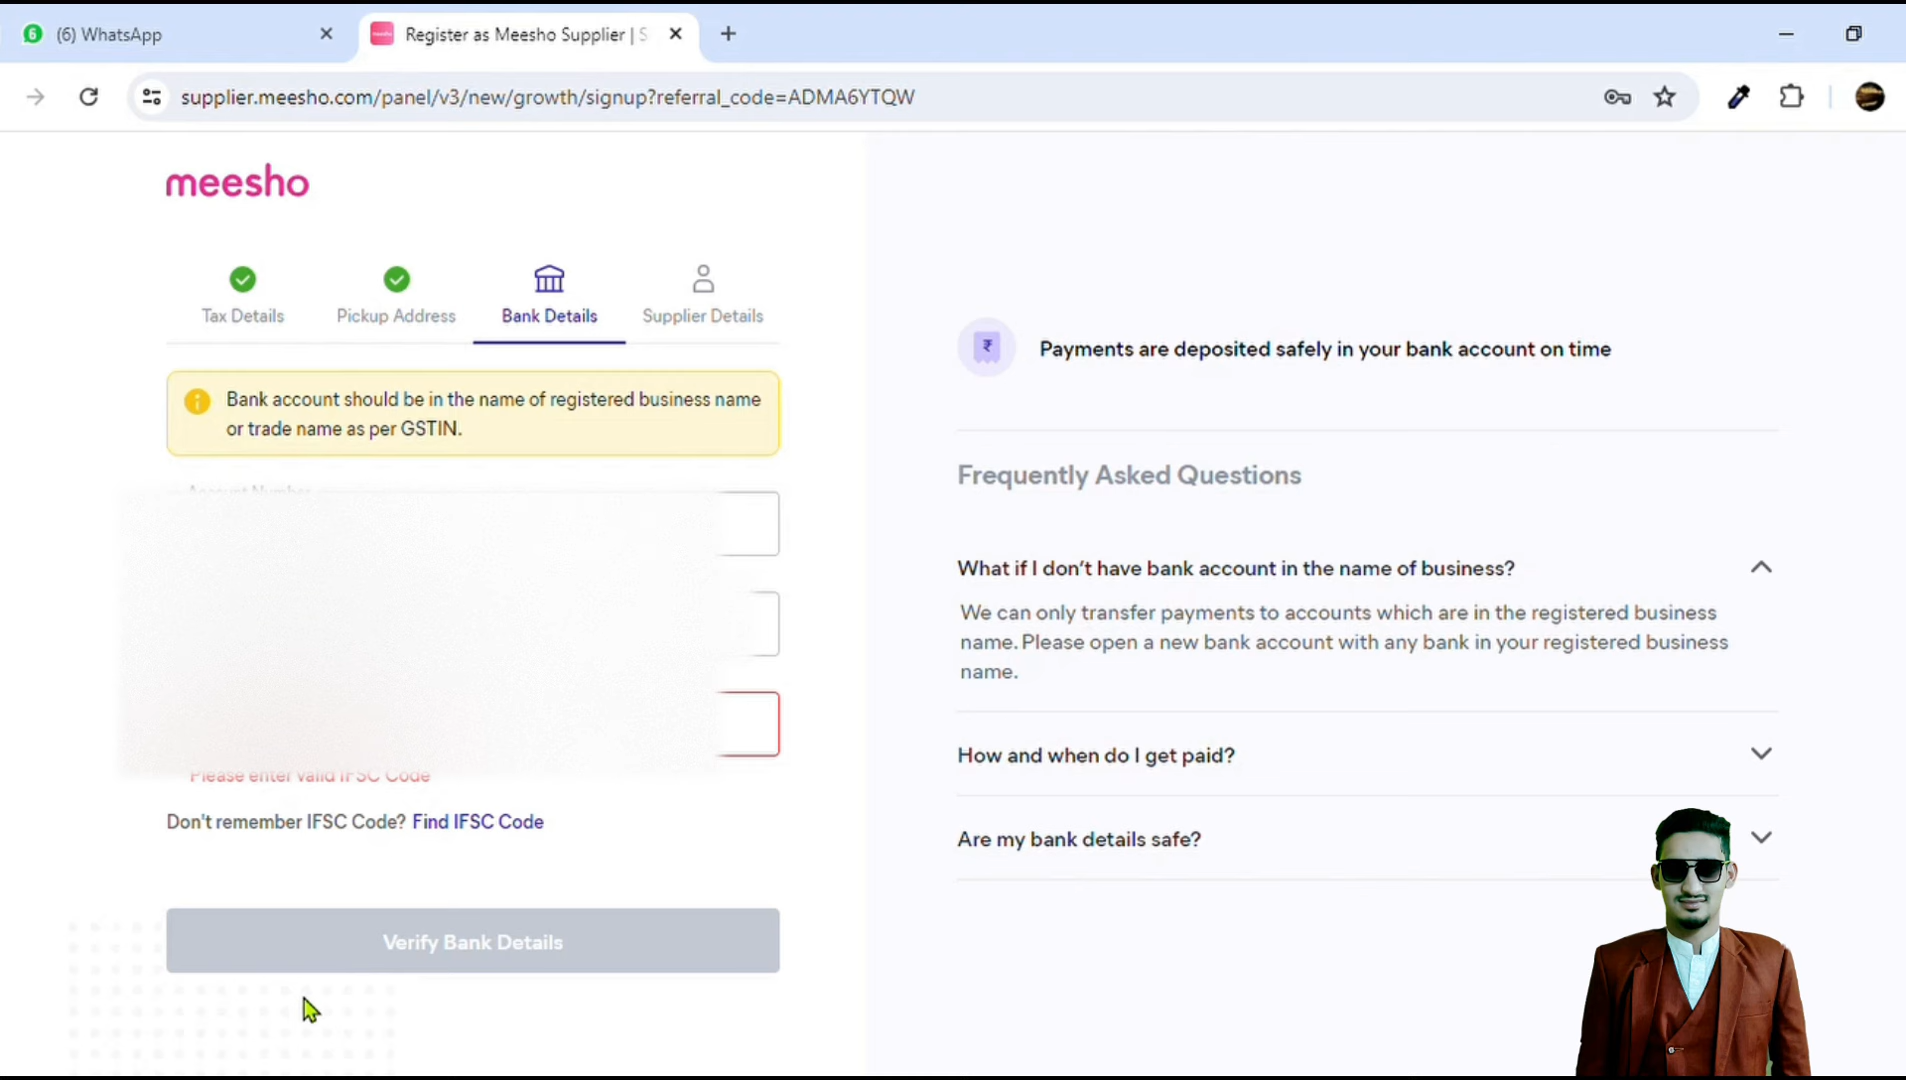 6 (6) WhatsApp
Register as Meesho Supplier | S
supplier.meesho.com/panel/v3/new/growth/signup?referral_code=ADMA6YTQW
meesho
Tax Details
Pickup Address
Bank Details
Supplier Details
Bank account should be in the name of registered business name
or trade name as per GSTIN.
Account Number
Please enter valid IFSC Code
Don't remember IFSC Code? Find IFSC Code
Verify Bank Details
₹ Payments are deposited safely in your bank account on time
Frequently Asked Questions
What if I don’t have bank account in the name of business?
We can only transfer payments to accounts which are in the registered business
name. Please open a new bank account with any bank in your registered business
name.
How and when do I get paid?
Are my bank details safe?